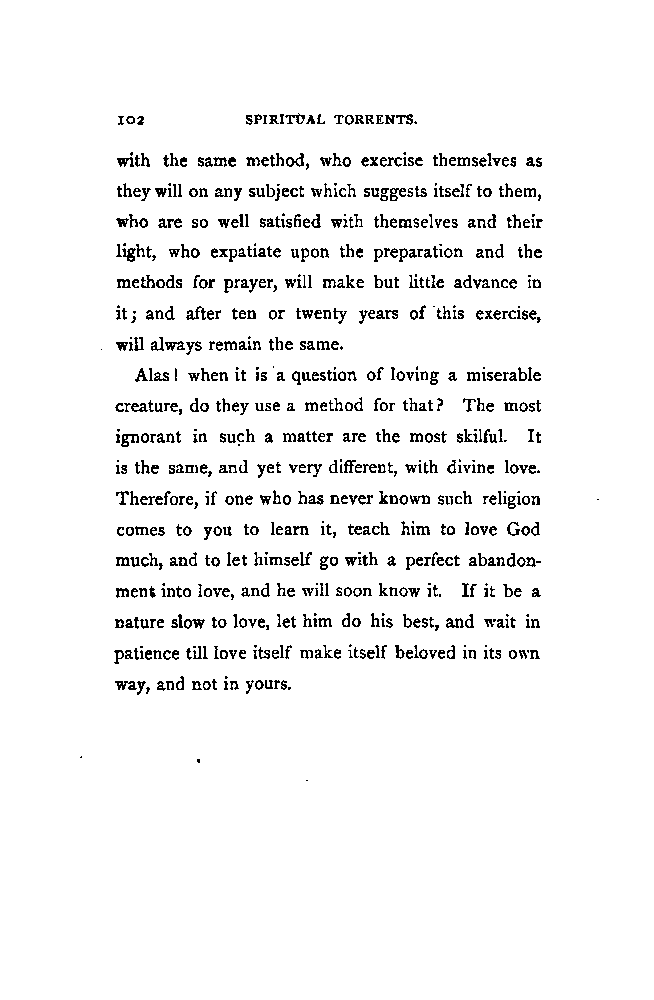 102 SPIRITUAL TORRENTS.
with the same method, who exercise themselves as
they will on any subject which suggests itself to them,
who are so well satisfied with themselves and their
light, who expatiate upon the preparation and the
methods for prayer, will make but little advance in
it; and after ten or twenty years of this exercise,
will always remain the same.
Alas! when it is a question of loving a miserable
creature, do they use a method for that? The most
ignorant in such a matter are the most skilful. It
is the same, and yet very different, with divine love.
Therefore, if one who has never known such religion
comes to you to learn it, teach him to love God
much, and to let himself go with a perfect abandon-
ment into love, and he will soon know it. If it be a
nature slow to love, let him do his best, and wait in
patience till love itself make itself beloved in its own
way, and not in yours.